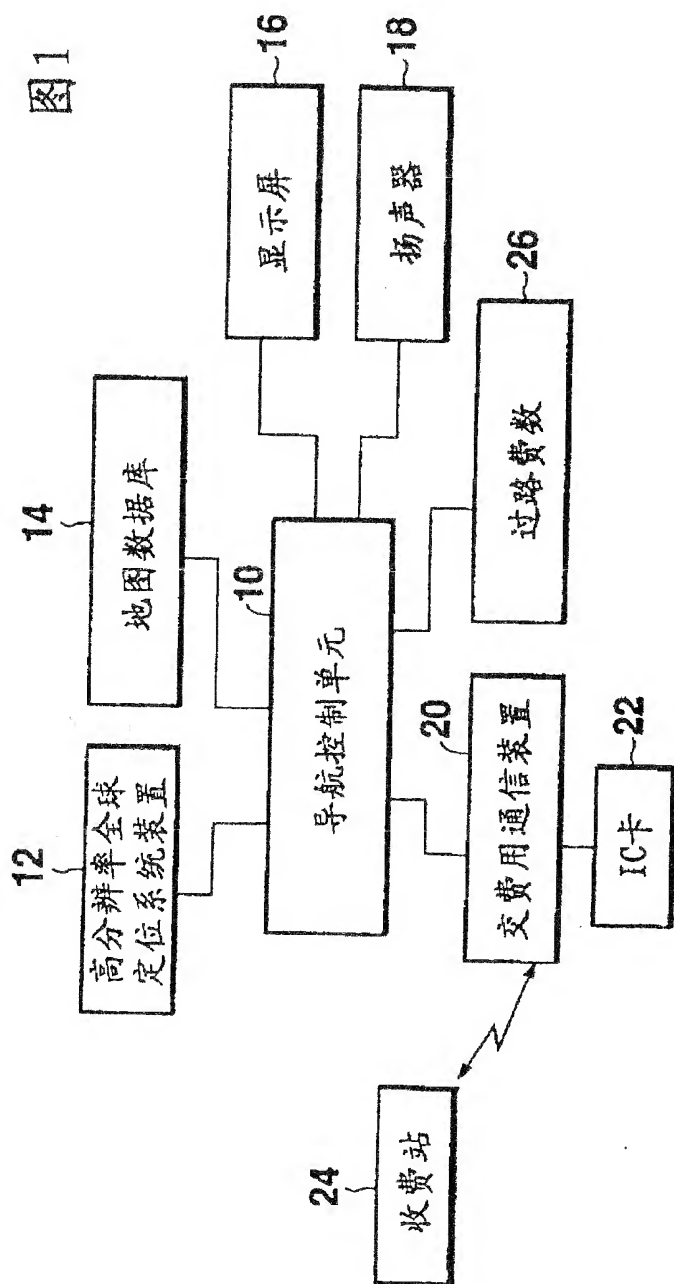 图1
12
高分辨率全球
定位系统装置
14
地图数据库
16
显示屏
10
导航控制单元
18
扬声器
24
收费站
20
交费用通信装置
26
过路费数
22
IC卡